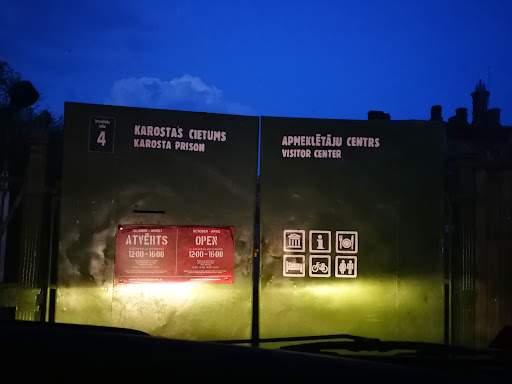 4
KAROSTAS CIETUMS
KAROSTA PRISON
APMEKLĒTĀJU CENTRS
VISITOR CENTER
ATVĒRTS
12:00-16:00
OPEN
12:00-16:00